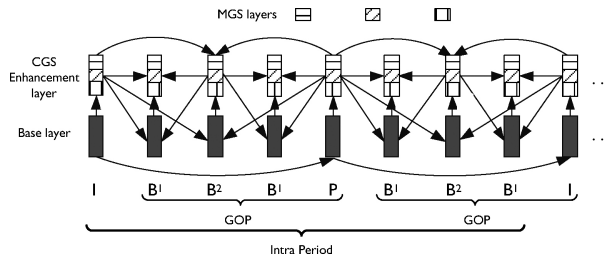 MGS layers
CGS
Enhancement
layer
Base layer
I B1 B2 B1 P B1 B2 B1 I
GOP GOP
Intra Period